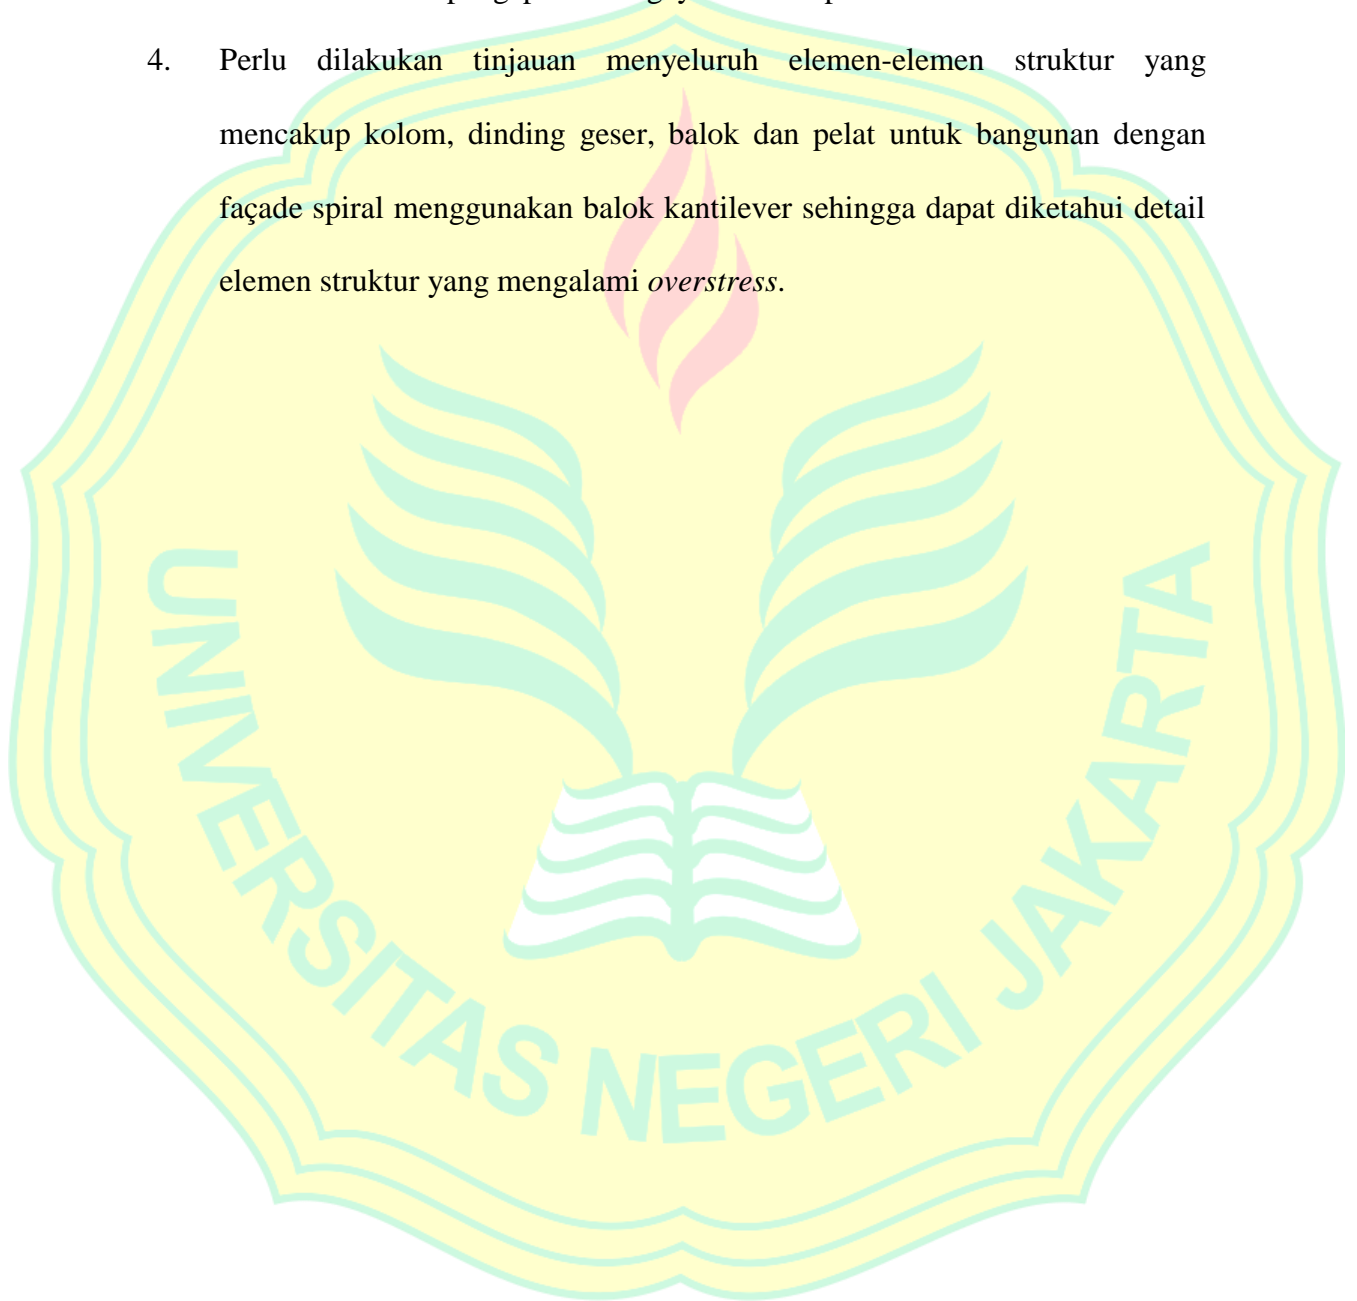 4. Perlu dilakukan tinjauan menyeluruh elemen-elemen struktur yang
mencakup kolom, dinding geser, balok dan pelat untuk bangunan dengan
façade spiral menggunakan balok kantilever sehingga dapat diketahui detail
elemen struktur yang mengalami overstress.
UNIVERSITAS NEGERI JAKARTA